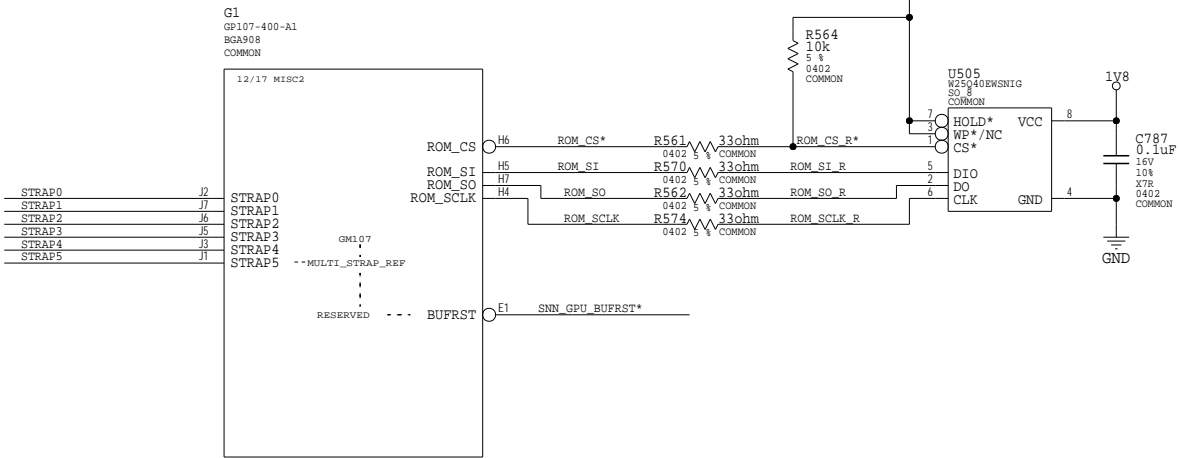 G1
GP107-400-A1
BGA908
COMMON
12/17 MISC2
R564
10k
5 %
0402
COMMON
U505
W25Q40EWSNIG
SO_8
COMMON
1V8
7 HOLD* VCC 8
3 WP*/NC
1 CS*
C787
0.1uF
16V
10%
X7R
0402
COMMON
ROM_CS H6 ROM_CS* R561 33ohm ROM_CS_R*
0402 5 % COMMON
ROM_SI H5 ROM_SI R570 33ohm ROM_SI_R 5 DIO
0402 5 % COMMON
ROM_SO H7 ROM_SO R562 33ohm ROM_SO_R 2 DO
0402 5 % COMMON
ROM_SCLK H4 ROM_SCLK R574 33ohm ROM_SCLK_R 6 CLK GND 4
0402 5 % COMMON
GND
STRAP0 J2 STRAP0
STRAP1 J7 STRAP1
STRAP2 J6 STRAP2
STRAP3 J5 STRAP3
STRAP4 J3 STRAP4
STRAP5 J1 STRAP5
GM107
MULTI_STRAP_REF
RESERVED BUFRST E1 SNN_GPU_BUFRST*